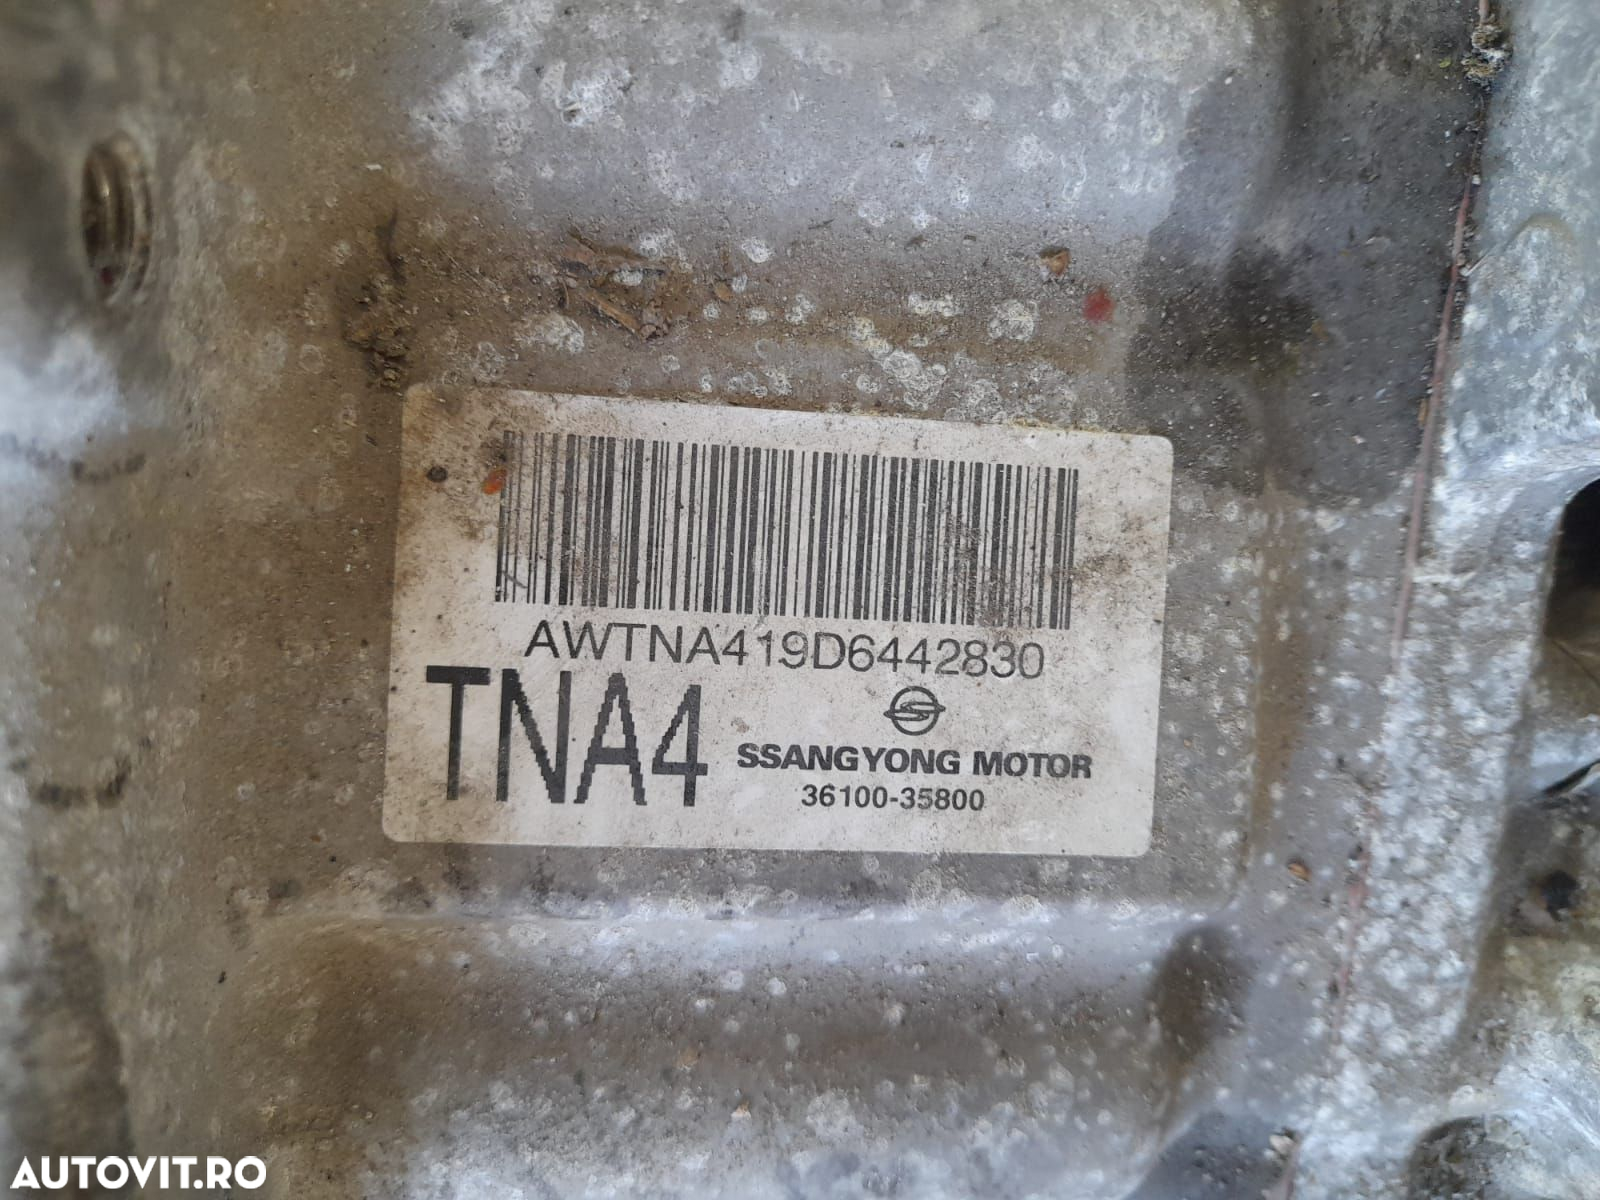 AWTNA419D6442830
TNA4
SSANGYONG MOTOR
36100-35800
AUTOVIT.RO